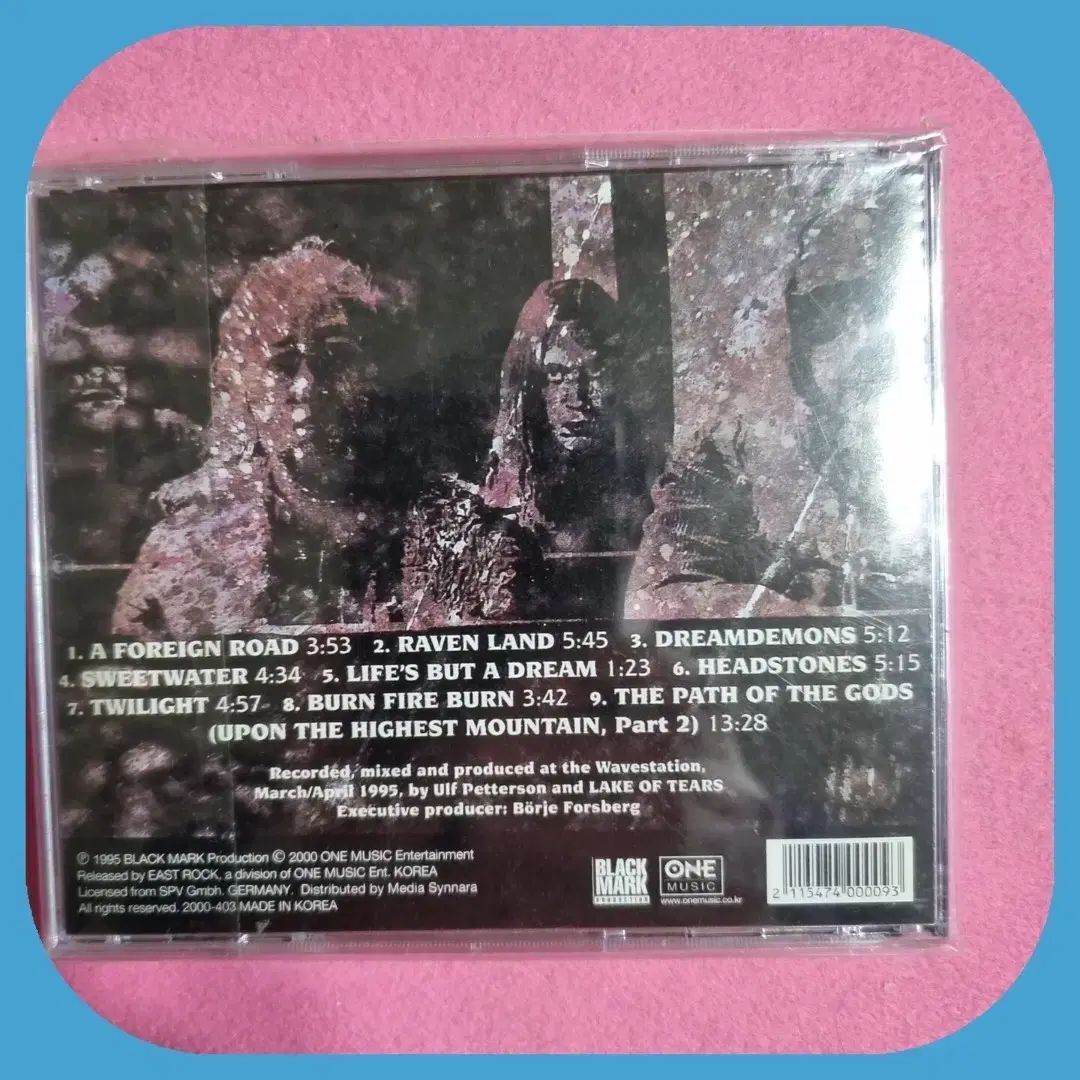 1. A FOREIGN ROAD 3:53 2. RAVEN LAND 5:45 3. DREAMDEMONS 5:12
4. SWEETWATER 4:34 5. LIFE'S BUT A DREAM 1:23 6. HEADSTONES 5:15
7. TWILIGHT 4:57 8. BURN FIRE BURN 3:42 9. THE PATH OF THE GODS
(UPON THE HIGHEST MOUNTAIN, Part 2) 13:28
Recorded, mixed and produced at the Wavestation,
March/April 1995, by Ulf Petterson and LAKE OF TEARS
Executive producer: Börje Forsberg
℗ 1995 BLACK MARK Production © 2000 ONE MUSIC Entertainment
Released by EAST ROCK, a division of ONE MUSIC Ent. KOREA
Licensed from SPV Gmbh. GERMANY. Distributed by Media Synnara
All rights reserved. 2000-403 MADE IN KOREA
BLACK
MARK
PRODUCTION
ONE
MUSIC
www.onemusic.co.kr
2 115474 000093